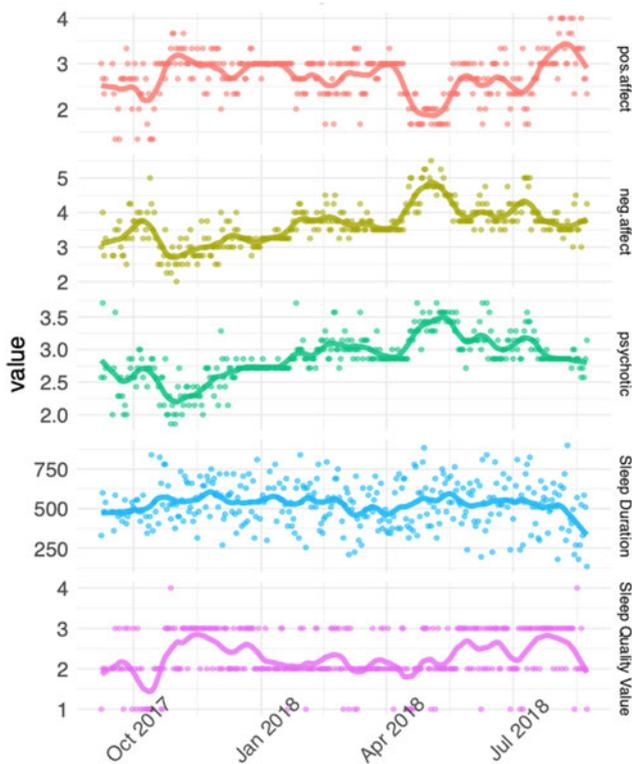 4
3
2
pos.affect
5
4
3
2
neg.affect
3.5
3.0
2.5
2.0
psychotic
value
750
500
250
Sleep Duration
4
3
2
1
Sleep Quality Value
Oct 2017
Jan 2018
Apr 2018
Jul 2018